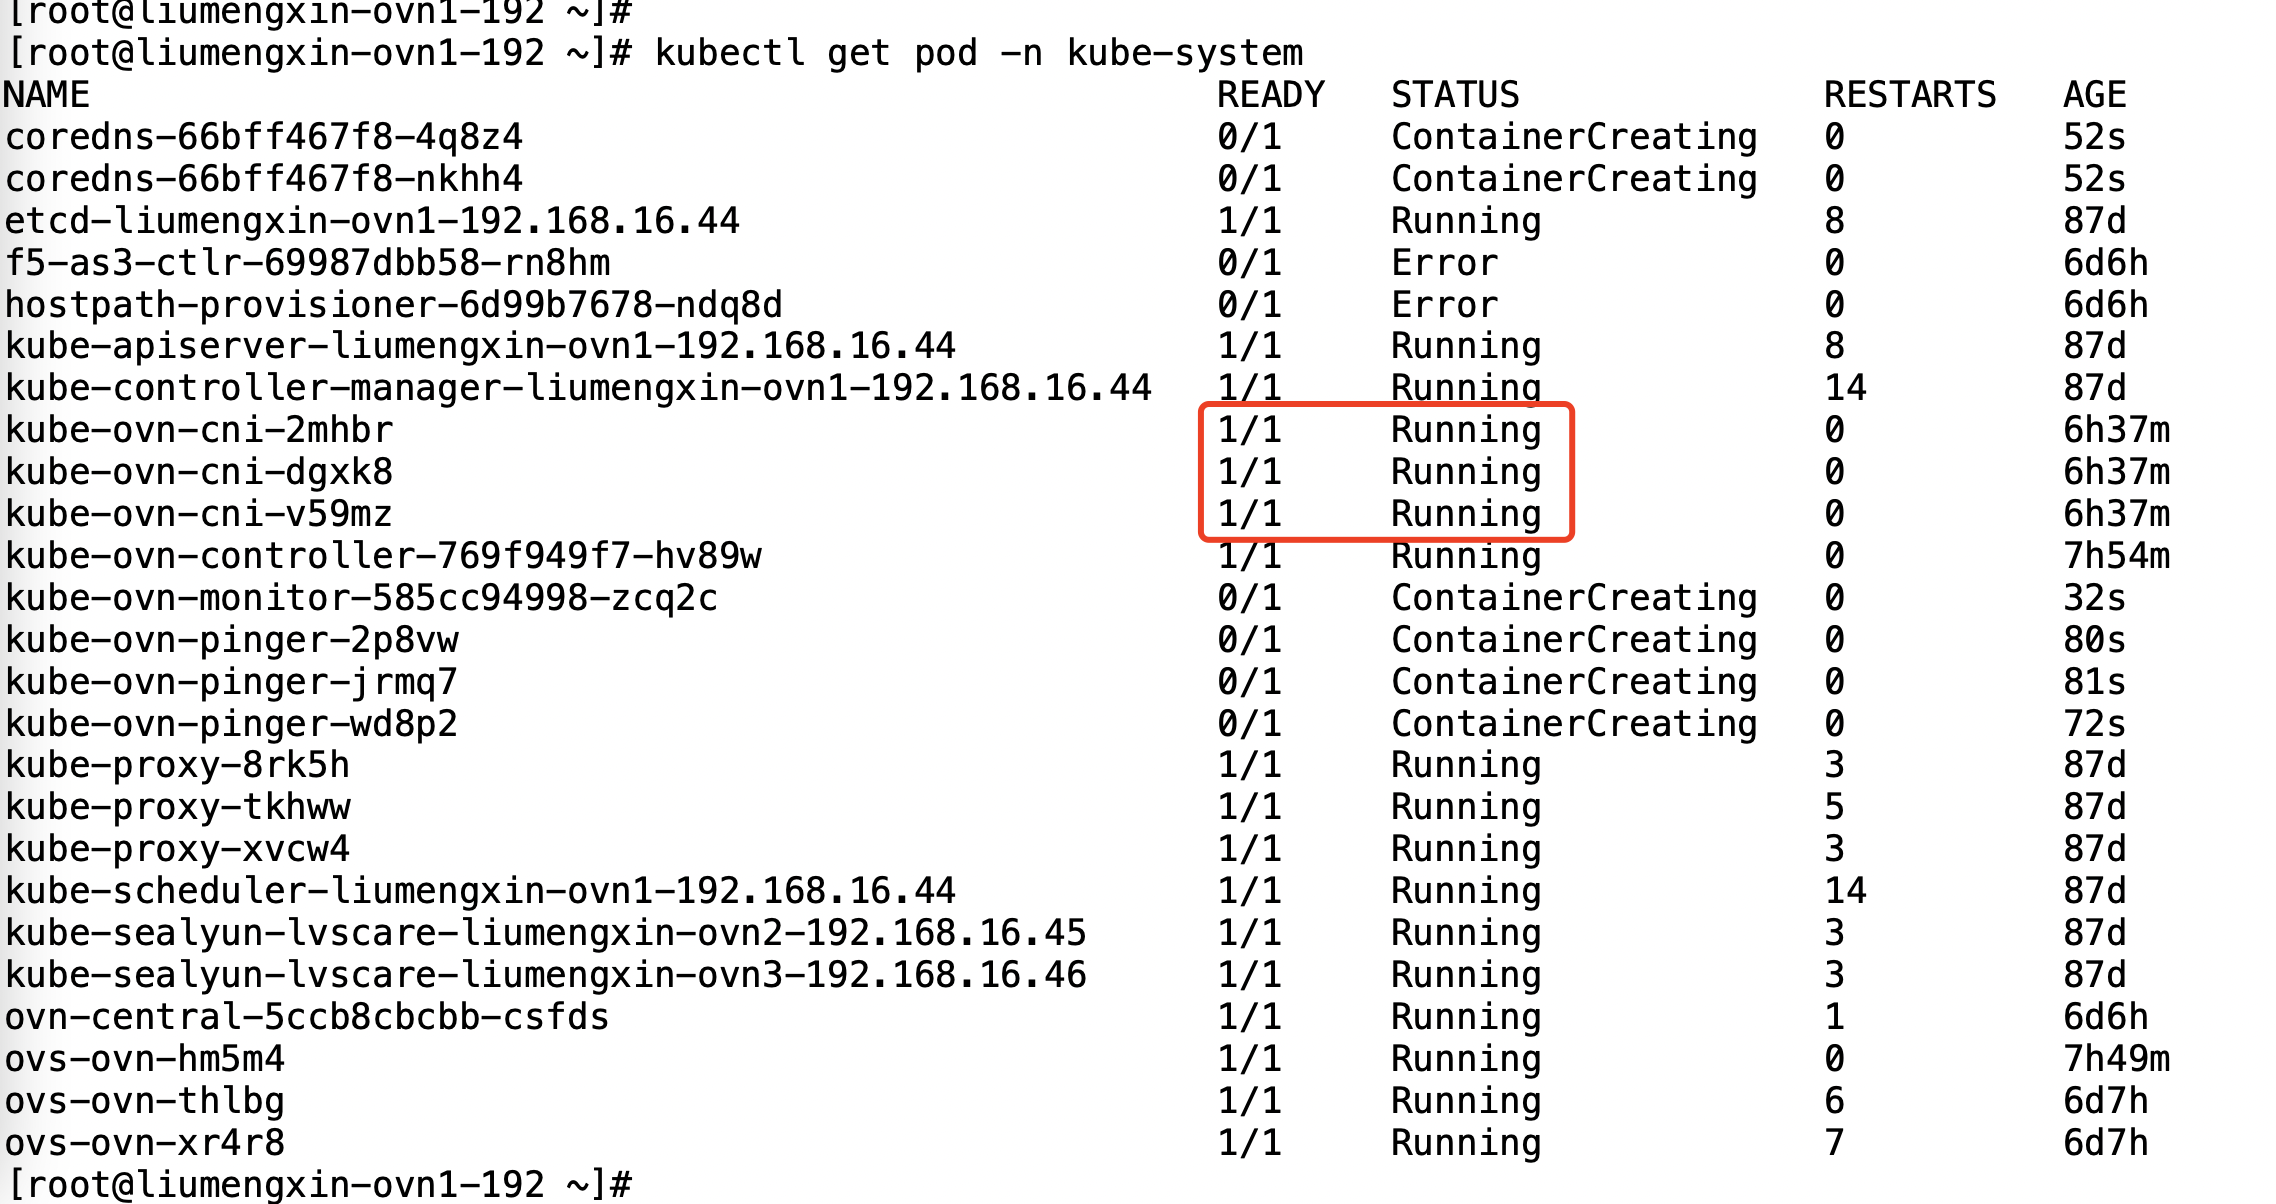 [root@liumengxin-ovn1-192 ~]#
[root@liumengxin-ovn1-192 ~]# kubectl get pod -n kube-system
NAME READY STATUS RESTARTS AGE
coredns-66bff467f8-4q8z4 0/1 ContainerCreating 0 52s
coredns-66bff467f8-nkhh4 0/1 ContainerCreating 0 52s
etcd-liumengxin-ovn1-192.168.16.44 1/1 Running 8 87d
f5-as3-ctlr-69987dbb58-rn8hm 0/1 Error 0 6d6h
hostpath-provisioner-6d99b7678-ndq8d 0/1 Error 0 6d6h
kube-apiserver-liumengxin-ovn1-192.168.16.44 1/1 Running 8 87d
kube-controller-manager-liumengxin-ovn1-192.168.16.44 1/1 Running 14 87d
kube-ovn-cni-2mhbr 1/1 Running 0 6h37m
kube-ovn-cni-dgxk8 1/1 Running 0 6h37m
kube-ovn-cni-v59mz 1/1 Running 0 6h37m
kube-ovn-controller-769f949f7-hv89w 1/1 Running 0 7h54m
kube-ovn-monitor-585cc94998-zcq2c 0/1 ContainerCreating 0 32s
kube-ovn-pinger-2p8vw 0/1 ContainerCreating 0 80s
kube-ovn-pinger-jrmq7 0/1 ContainerCreating 0 81s
kube-ovn-pinger-wd8p2 0/1 ContainerCreating 0 72s
kube-proxy-8rk5h 1/1 Running 3 87d
kube-proxy-tkhww 1/1 Running 5 87d
kube-proxy-xvcw4 1/1 Running 3 87d
kube-scheduler-liumengxin-ovn1-192.168.16.44 1/1 Running 14 87d
kube-sealyun-lvscare-liumengxin-ovn2-192.168.16.45 1/1 Running 3 87d
kube-sealyun-lvscare-liumengxin-ovn3-192.168.16.46 1/1 Running 3 87d
ovn-central-5ccb8cbcbb-csfds 1/1 Running 1 6d6h
ovs-ovn-hm5m4 1/1 Running 0 7h49m
ovs-ovn-thlbg 1/1 Running 6 6d7h
ovs-ovn-xr4r8 1/1 Running 7 6d7h
[root@liumengxin-ovn1-192 ~]#